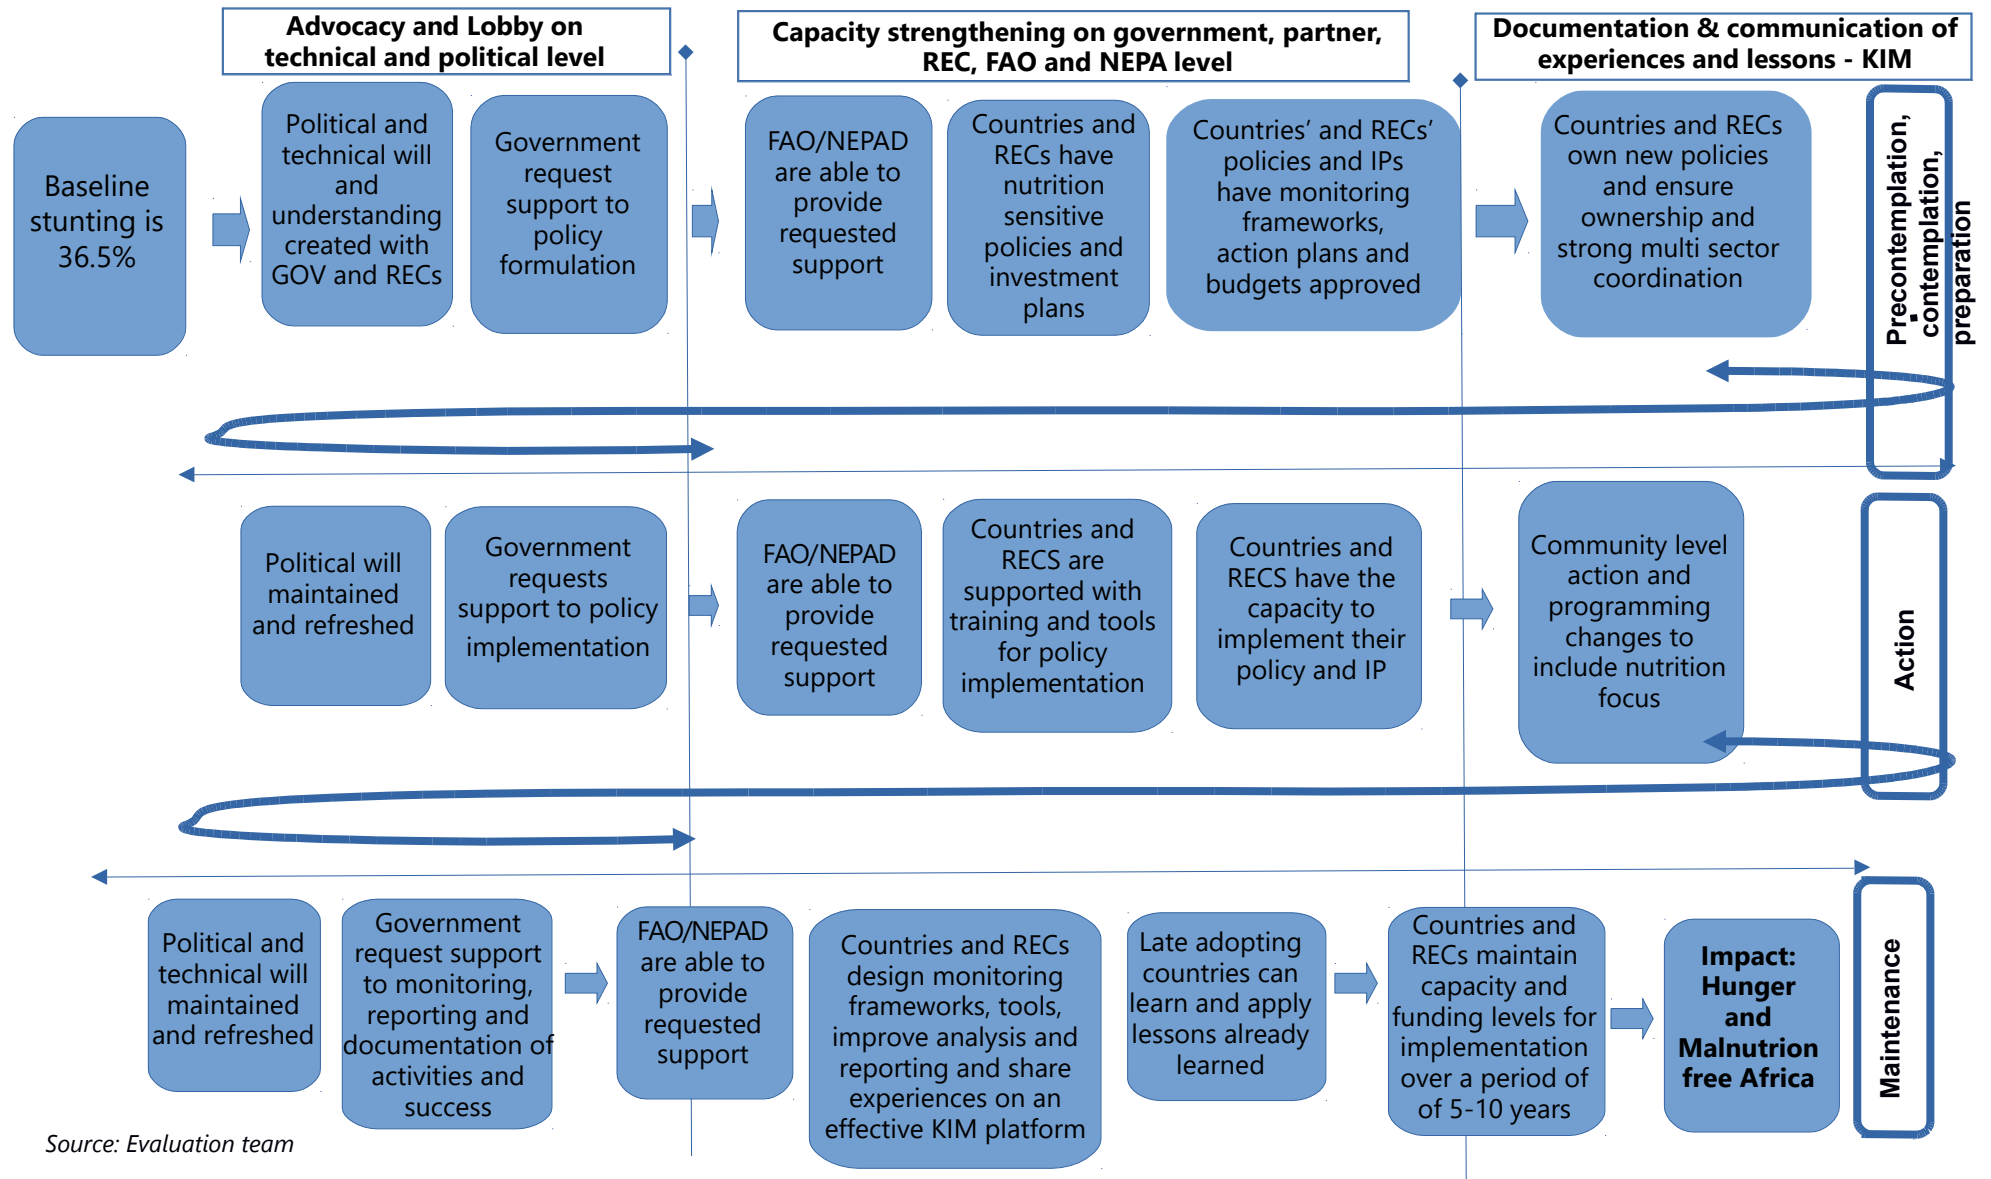 Advocacy and Lobby on
technical and political level
Capacity strengthening on government, partner,
REC, FAO and NEPA level
Documentation & communication of
experiences and lessons - KIM
Baseline
stunting is
36.5%
Political and
technical will
and
understanding
created with
GOV and RECs
Government
request
support to
policy
formulation
FAO/NEPAD
are able to
provide
requested
support
Countries and
RECs have
nutrition
sensitive
policies and
investment
plans
Countries’ and RECs’
policies and IPs
have monitoring
frameworks,
action plans and
budgets approved
Countries and RECs
own new policies
and ensure
ownership and
strong multi sector
coordination
Precontemplation,
contemplation,
preparation
Political will
maintained
and refreshed
Government
requests
support to policy
implementation
FAO/NEPAD
are able to
provide
requested
support
Countries and
RECS are
supported with
training and tools
for policy
implementation
Countries and
RECS have the
capacity to
implement their
policy and IP
Community level
action and
programming
changes to
include nutrition
focus
Action
Political and
technical will
maintained
and refreshed
Government
request support
to monitoring,
reporting and
documentation of
activities and
success
FAO/NEPAD
are able to
provide
requested
support
Countries and RECs
design monitoring
frameworks, tools,
improve analysis and
reporting and share
experiences on an
effective KIM platform
Late adopting
countries can
learn and apply
lessons already
learned
Countries and
RECs maintain
capacity and
funding levels for
implementation
over a period of
of 5-10 years
Impact:
Hunger
and
Malnutrion
free Africa
Maintenance
Source: Evaluation team